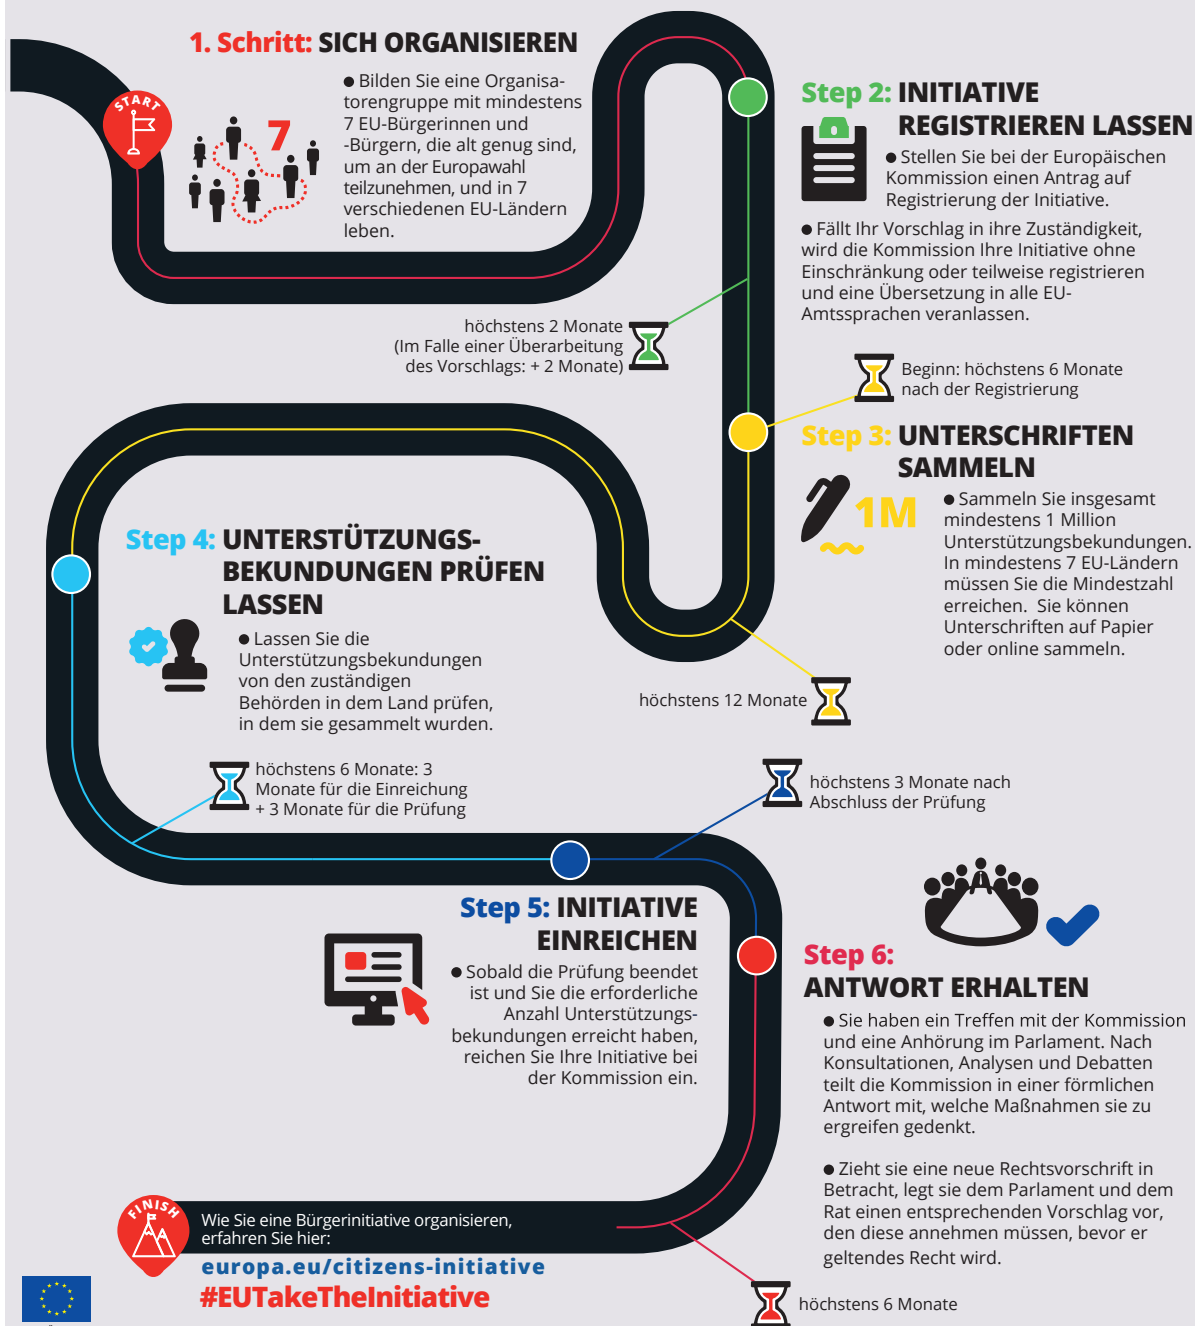 1. Schritt: SICH ORGANISIEREN
START
7
● Bilden Sie eine Organisa-
torengruppe mit mindestens
7 EU-Bürgerinnen und
-Bürgern, die alt genug sind,
um an der Europawahl
teilzunehmen, und in 7
verschiedenen EU-Ländern
leben.
Step 2: INITIATIVE
REGISTRIEREN LASSEN
● Stellen Sie bei der Europäischen
Kommission einen Antrag auf
Registrierung der Initiative.
● Fällt Ihr Vorschlag in ihre Zuständigkeit,
wird die Kommission Ihre Initiative ohne
Einschränkung oder teilweise registrieren
und eine Übersetzung in alle EU-
Amtssprachen veranlassen.
höchstens 2 Monate
(Im Falle einer Überarbeitung
des Vorschlags: + 2 Monate)
Beginn: höchstens 6 Monate
nach der Registrierung
Step 3: UNTERSCHRIFTEN
SAMMELN
1M
● Sammeln Sie insgesamt
mindestens 1 Million
Unterstützungsbekundungen.
In mindestens 7 EU-Ländern
müssen Sie die Mindestzahl
erreichen. Sie können
Unterschriften auf Papier
oder online sammeln.
höchstens 12 Monate
Step 4: UNTERSTÜTZUNGS-
BEKUNDUNGEN PRÜFEN
LASSEN
● Lassen Sie die
Unterstützungsbekundungen
von den zuständigen
Behörden in dem Land prüfen,
in dem sie gesammelt wurden.
höchstens 6 Monate: 3
Monate für die Einreichung
+ 3 Monate für die Prüfung
höchstens 3 Monate nach
Abschluss der Prüfung
Step 5: INITIATIVE
EINREICHEN
● Sobald die Prüfung beendet
ist und Sie die erforderliche
Anzahl Unterstützungs-
bekundungen erreicht haben,
reichen Sie Ihre Initiative bei
der Kommission ein.
Step 6:
ANTWORT ERHALTEN
● Sie haben ein Treffen mit der Kommission
und eine Anhörung im Parlament. Nach
Konsultationen, Analysen und Debatten
teilt die Kommission in einer förmlichen
Antwort mit, welche Maßnahmen sie zu
ergreifen gedenkt.
● Zieht sie eine neue Rechtsvorschrift in
Betracht, legt sie dem Parlament und dem
Rat einen entsprechenden Vorschlag vor,
den diese annehmen müssen, bevor er
geltendes Recht wird.
höchstens 6 Monate
FINISH
Wie Sie eine Bürgerinitiative organisieren,
erfahren Sie hier:
europa.eu/citizens-initiative
#EUTakeTheInitiative